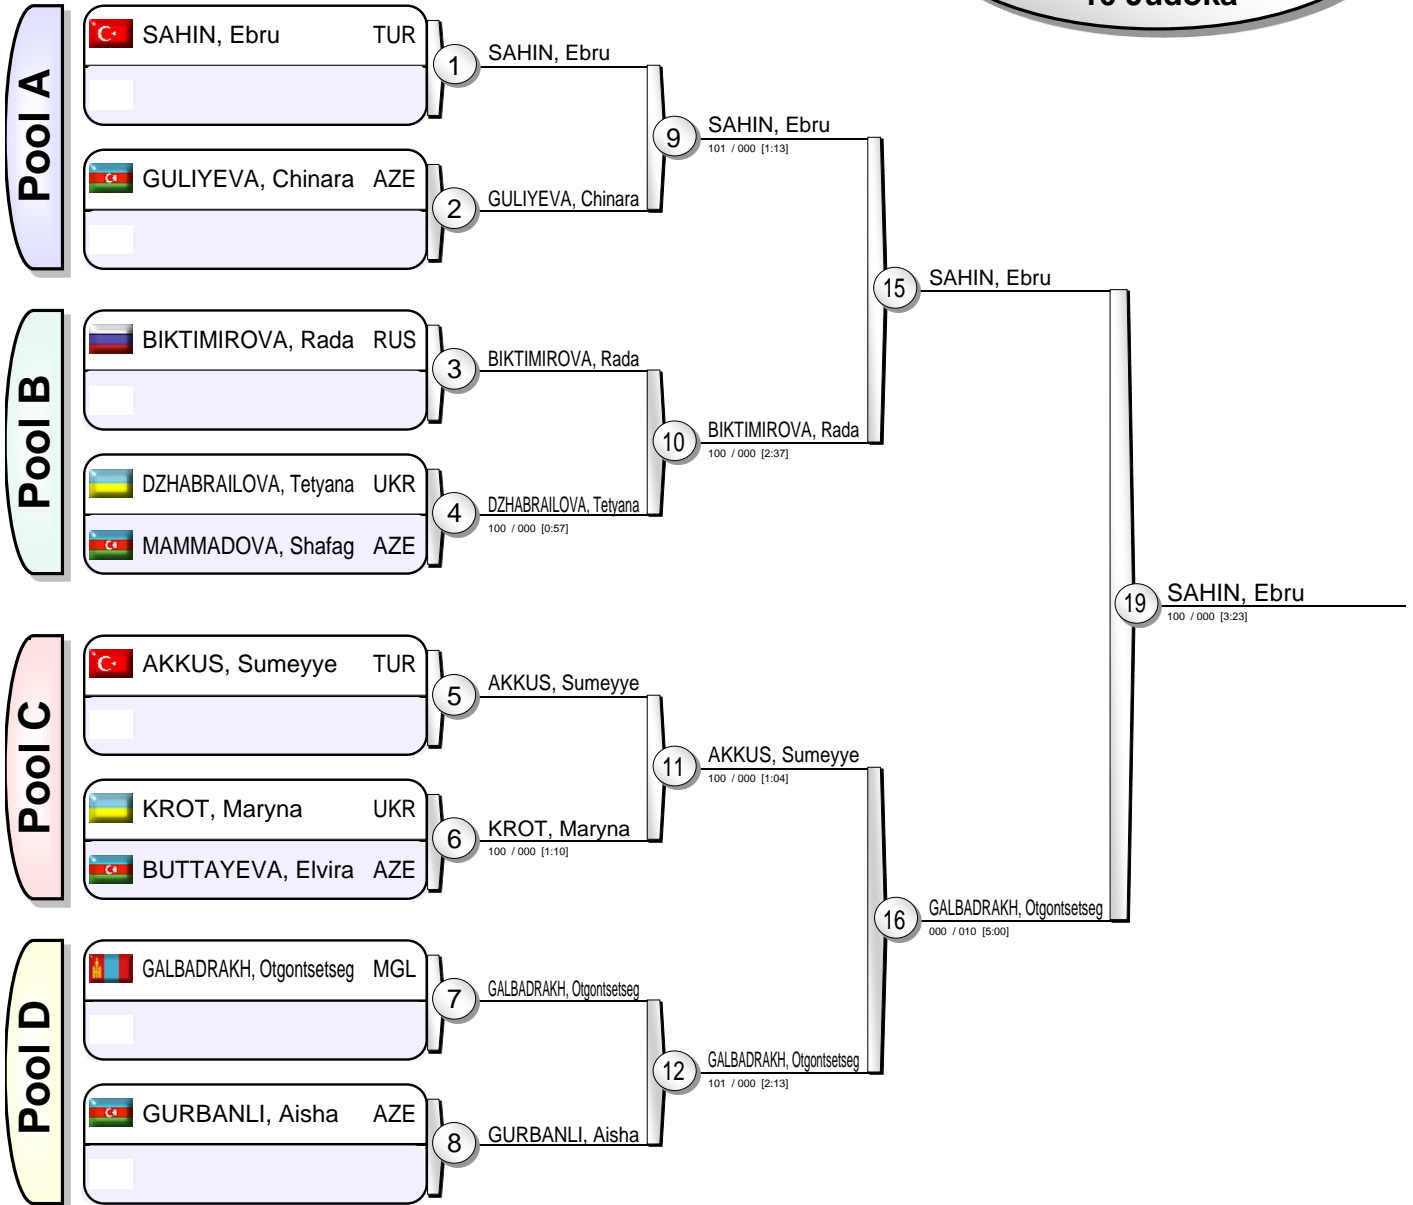 10 Judoka
Pool A
SAHIN, Ebru TUR
1
SAHIN, Ebru
GULIYEVA, Chinara AZE
2
GULIYEVA, Chinara
9
SAHIN, Ebru
101 / 000 [1:13]
Pool B
BIKTIMIROVA, Rada RUS
3
BIKTIMIROVA, Rada
DZHABRAILOVA, Tetyana UKR
MAMMADOVA, Shafag AZE
4
DZHABRAILOVA, Tetyana
100 / 000 [0:57]
10
BIKTIMIROVA, Rada
100 / 000 [2:37]
15
SAHIN, Ebru
Pool C
AKKUS, Sumeyye TUR
5
AKKUS, Sumeyye
KROT, Maryna UKR
BUTTAYEVA, Elvira AZE
6
KROT, Maryna
100 / 000 [1:10]
11
AKKUS, Sumeyye
100 / 000 [1:04]
Pool D
GALBADRAKH, Otgontsetseg MGL
7
GALBADRAKH, Otgontsetseg
GURBANLI, Aisha AZE
8
GURBANLI, Aisha
12
GALBADRAKH, Otgontsetseg
101 / 000 [2:13]
16
GALBADRAKH, Otgontsetseg
000 / 010 [5:00]
19
SAHIN, Ebru
100 / 000 [3:23]